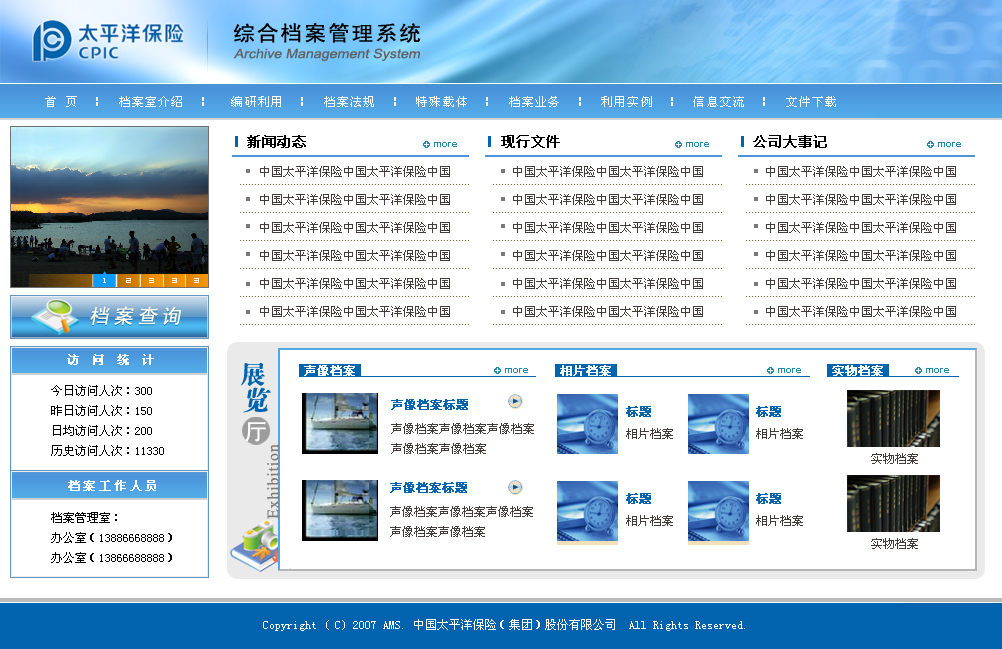 太平洋保险
CPIC
综合档案管理系统
Archive Management System
首 页 档案室介绍 编研利用 档案法规 特殊载体 档案业务 利用实例 信息交流 文件下载
1 2 3 3 3
档案查询
访 问 统 计
今日访问人次：300
昨日访问人次：150
日均访问人次：200
历史访问人次：11330
档案工作人员
档案管理室：
办公室（13886668888）
办公室（13866688888）
新闻动态 more
中国太平洋保险中国太平洋保险中国
中国太平洋保险中国太平洋保险中国
中国太平洋保险中国太平洋保险中国
中国太平洋保险中国太平洋保险中国
中国太平洋保险中国太平洋保险中国
中国太平洋保险中国太平洋保险中国
现行文件 more
中国太平洋保险中国太平洋保险中国
中国太平洋保险中国太平洋保险中国
中国太平洋保险中国太平洋保险中国
中国太平洋保险中国太平洋保险中国
中国太平洋保险中国太平洋保险中国
中国太平洋保险中国太平洋保险中国
公司大事记 more
中国太平洋保险中国太平洋保险中国
中国太平洋保险中国太平洋保险中国
中国太平洋保险中国太平洋保险中国
中国太平洋保险中国太平洋保险中国
中国太平洋保险中国太平洋保险中国
中国太平洋保险中国太平洋保险中国
展览厅
Exhibition
声像档案 more
声像档案标题
声像档案声像档案声像档案
声像档案声像档案
声像档案标题
声像档案声像档案声像档案
声像档案声像档案
相片档案 more
标题
相片档案
标题
相片档案
标题
相片档案
标题
相片档案
实物档案 more
实物档案
实物档案
Copyright (C) 2007 AMS. 中国太平洋保险（集团）股份有限公司 All Rights Reserved.